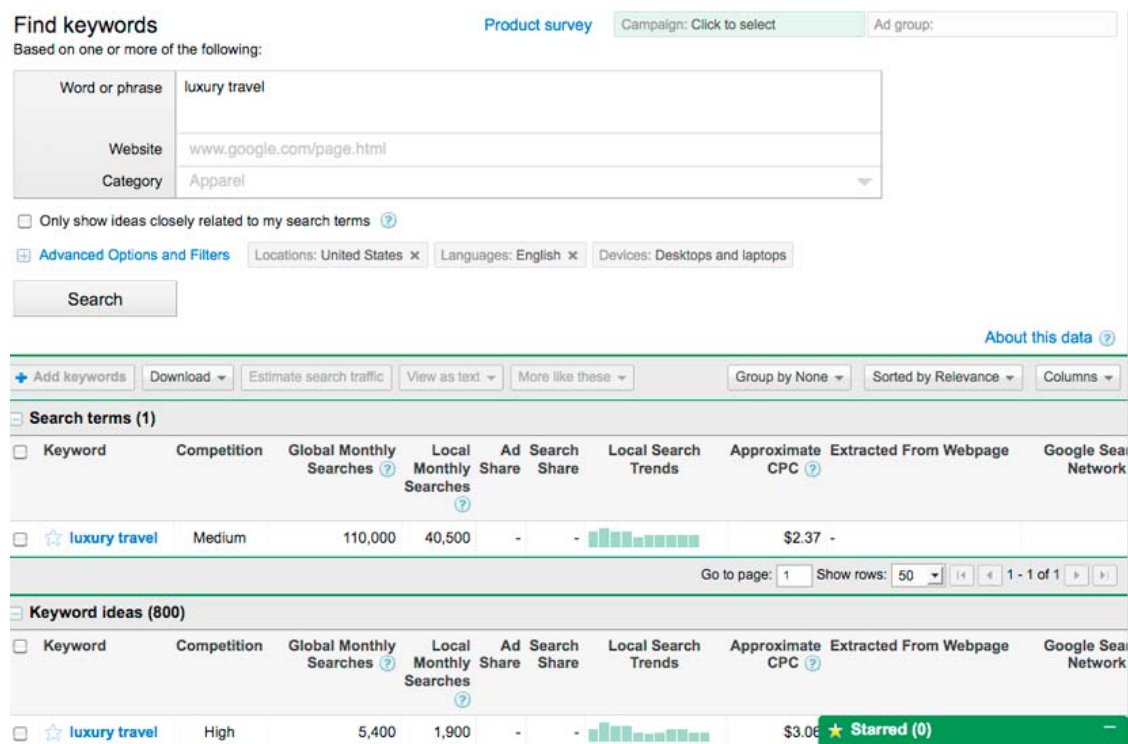 Find keywords
Product survey
Campaign: Click to select
Ad group:
Based on one or more of the following:
Word or phrase
luxury travel
Website
www.google.com/page.html
Category
Apparel
Only show ideas closely related to my search terms ?
Advanced Options and Filters
Locations: United States ×
Languages: English ×
Devices: Desktops and laptops
Search
About this data ?
+ Add keywords
Download
Estimate search traffic
View as text
More like these
Group by None
Sorted by Relevance
Columns
Search terms (1)
Keyword Competition Global Monthly Local Ad Search Local Search Approximate Extracted From Webpage Google Sear
Searches ? Monthly Share Share Trends CPC ? Network
Searches
?
luxury travel Medium 110,000 40,500 - - $2.37 -
Go to page: 1 Show rows: 50 1 - 1 of 1
Keyword ideas (800)
Keyword Competition Global Monthly Local Ad Search Local Search Approximate Extracted From Webpage Google Sear
Searches ? Monthly Share Share Trends CPC ? Network
Searches
?
luxury travel High 5,400 1,900 - - $3.06
Starred (0)